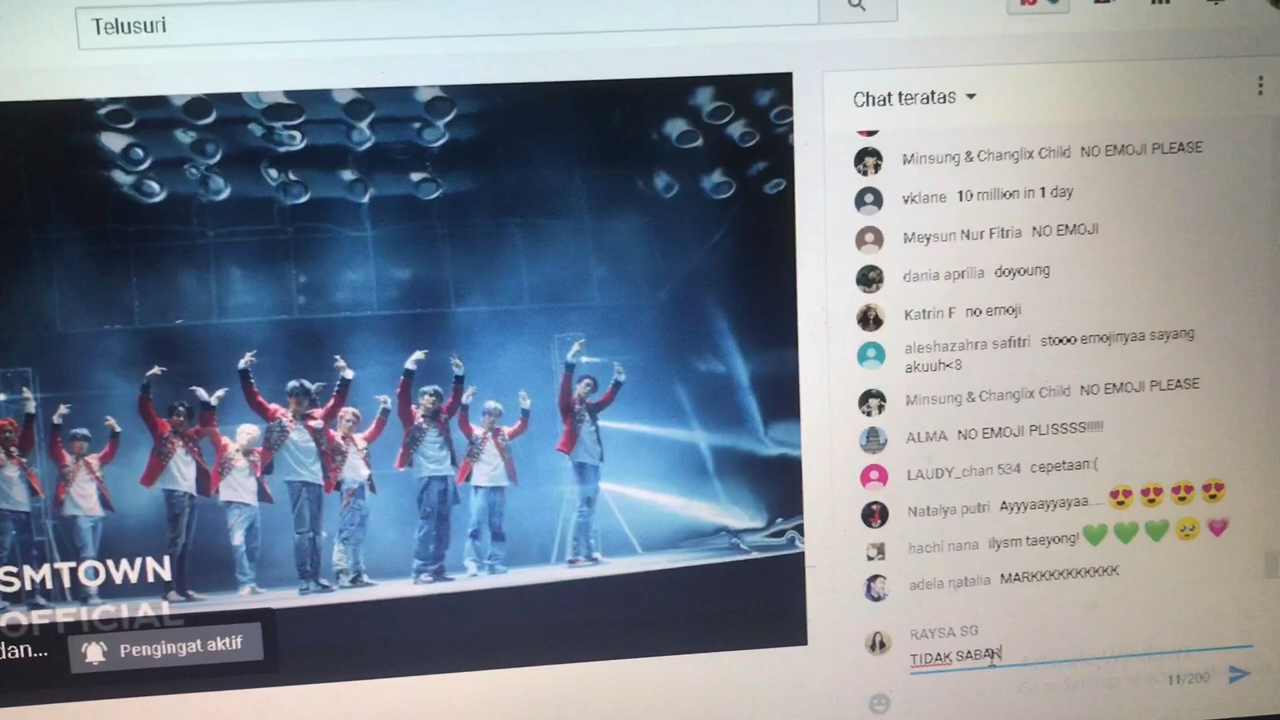 Telusuri
SMTOWN
OFFICIAL
dan...
Pengingat aktif
Chat teratas
Minsung & Changlix Child NO EMOJI PLEASE
vklane 10 million in 1 day
Meysun Nur Fitria NO EMOJI
dania aprilia doyoung
Katrin F no emoji
aleshazahra safitri stooo emojinyaa sayang
akuuh<3
Minsung & Changlix Child NO EMOJI PLEASE
ALMA NO EMOJI PLISSSS!!!!!
LAUDY_chan 534 cepetaan:(
Natalya putri Ayyyaayyayaa.... 😍😍😍😍
hachi nana ilysm taeyong! 💚💚💚🥺💗
adela natalia MARKKKKKKKKKK
RAYSA SG
TIDAK SABAR
11/200